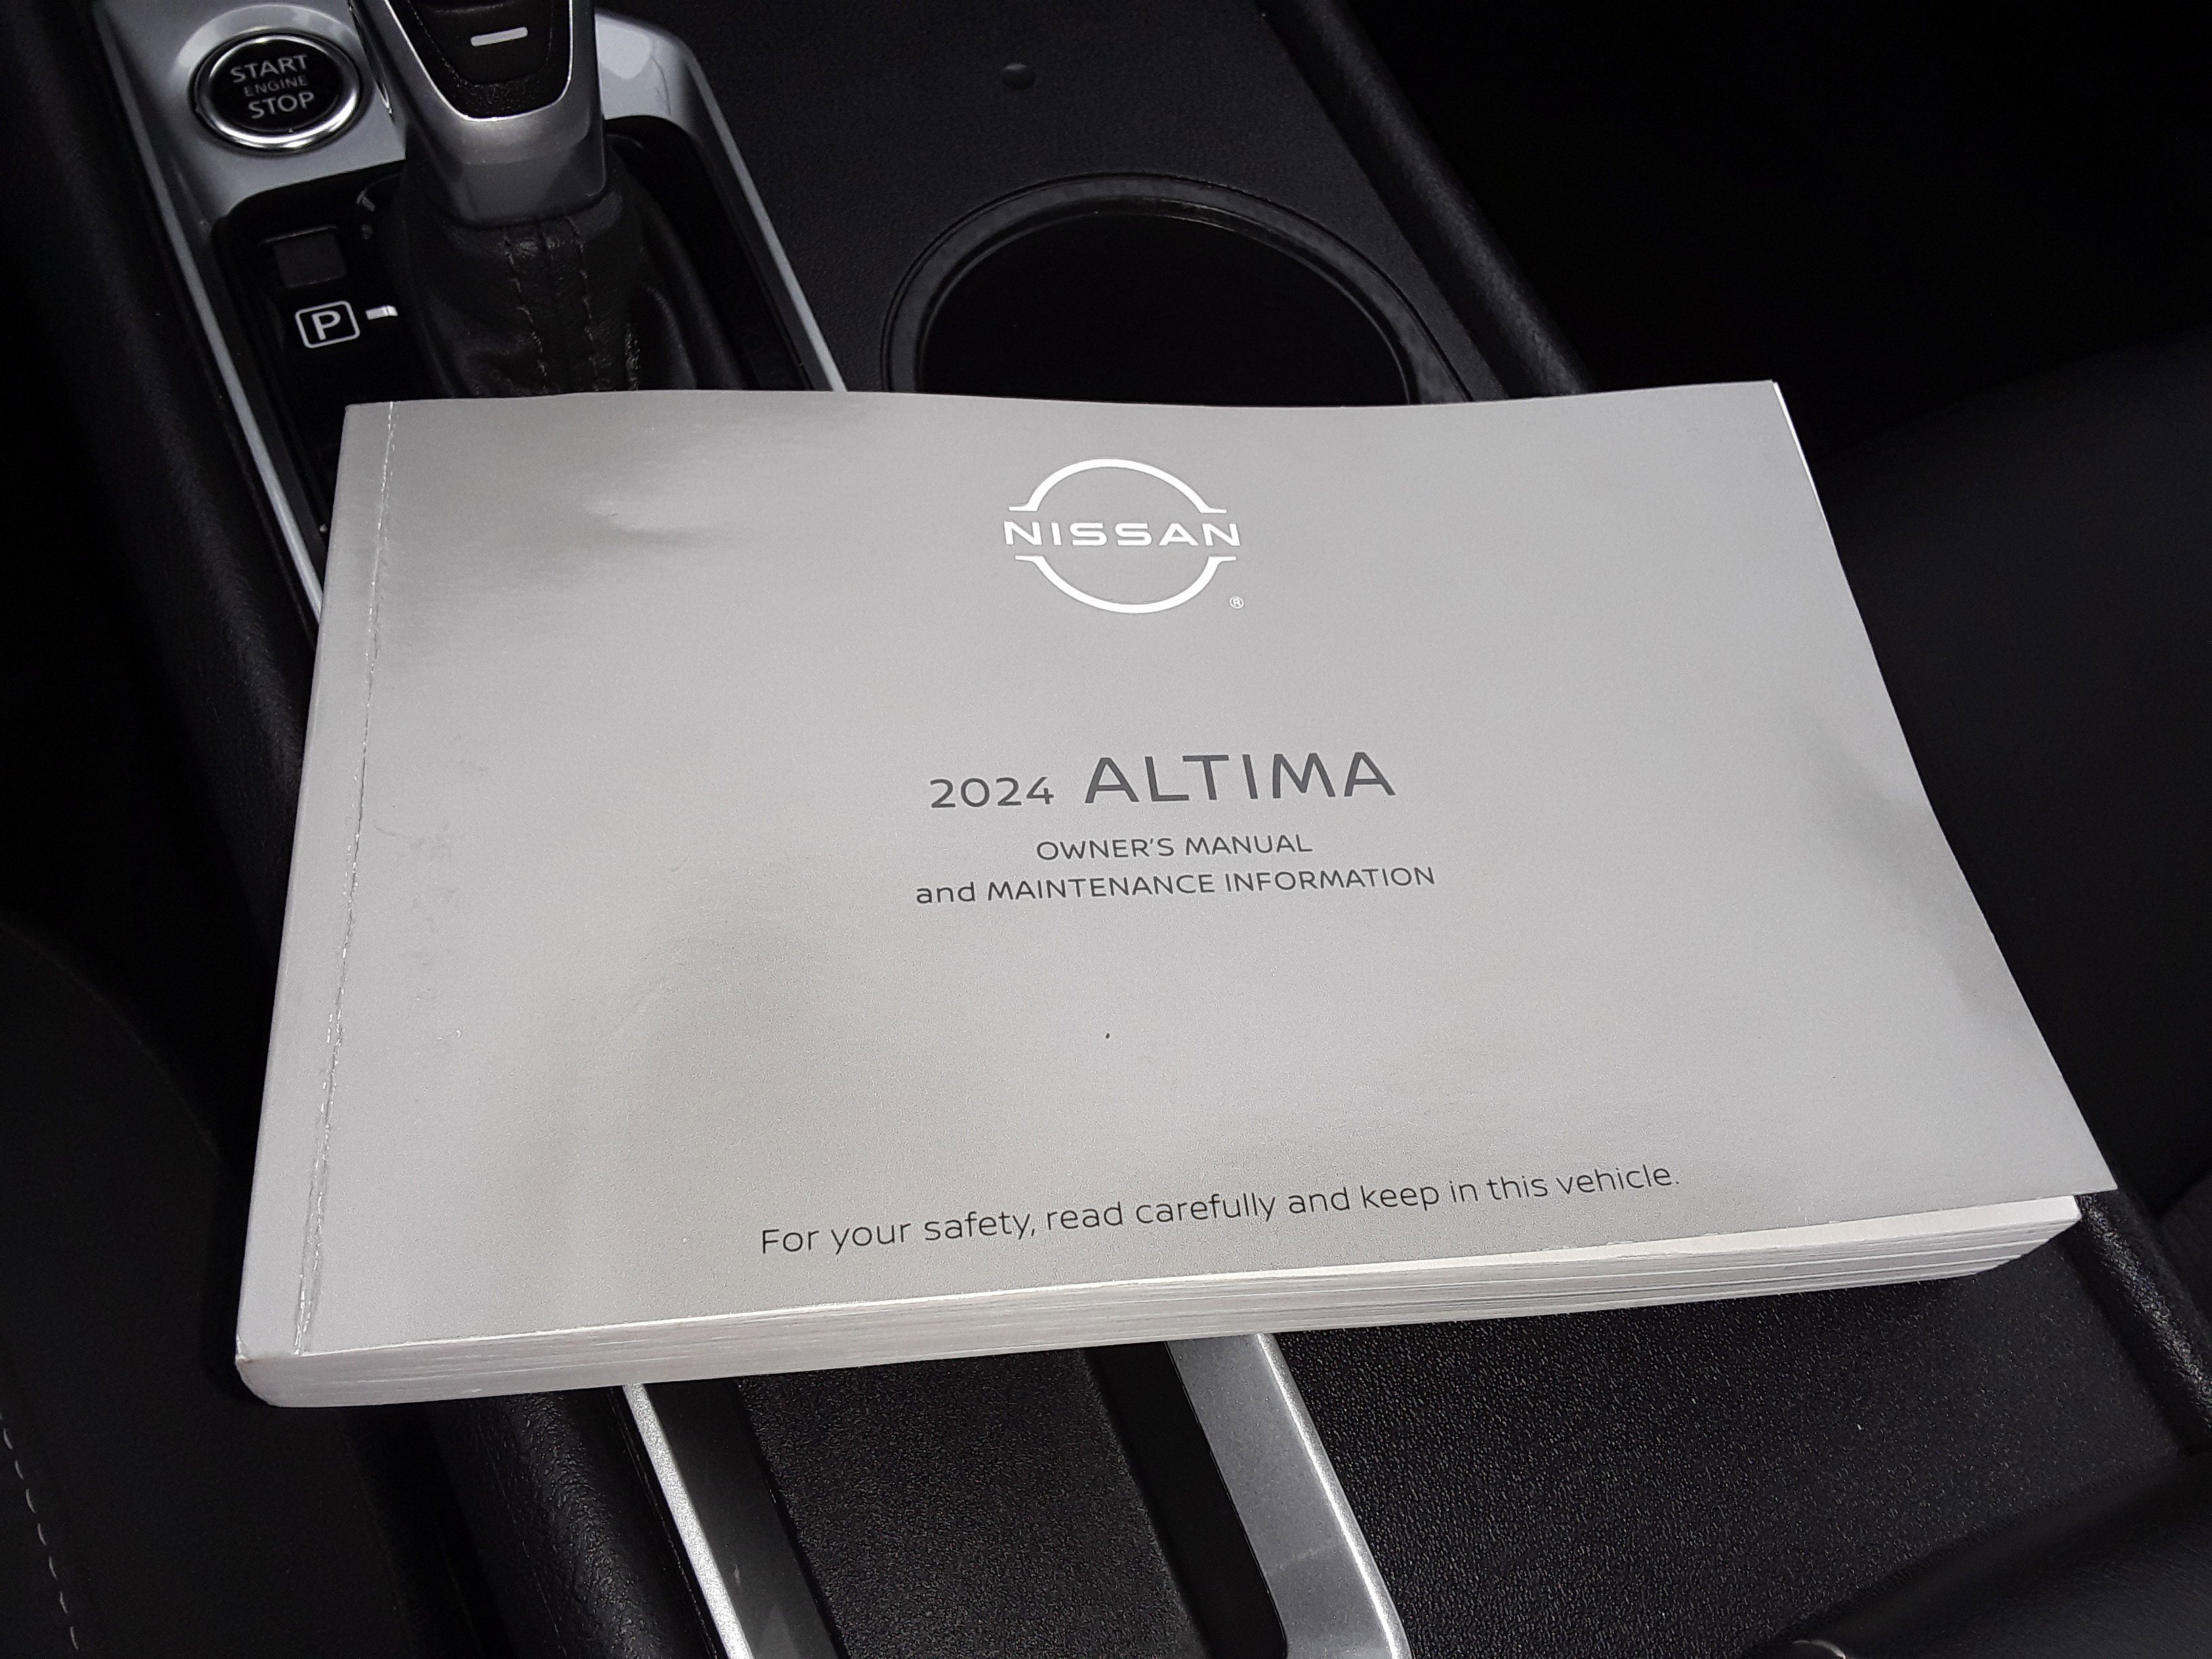 START
ENGINE
STOP
P
NISSAN
®
2024 ALTIMA
OWNER'S MANUAL
and MAINTENANCE INFORMATION
For your safety, read carefully and keep in this vehicle.